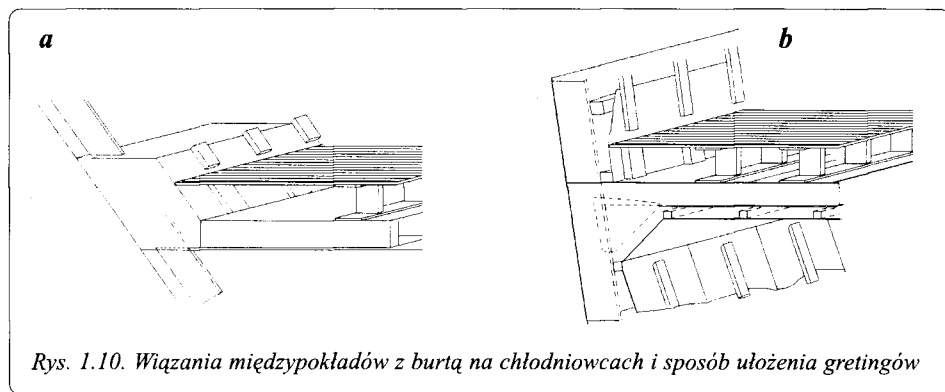 a
b
Rys. 1.10. Wiązania międzypokładów z burtą na chłodniowcach i sposób ułożenia gretingów